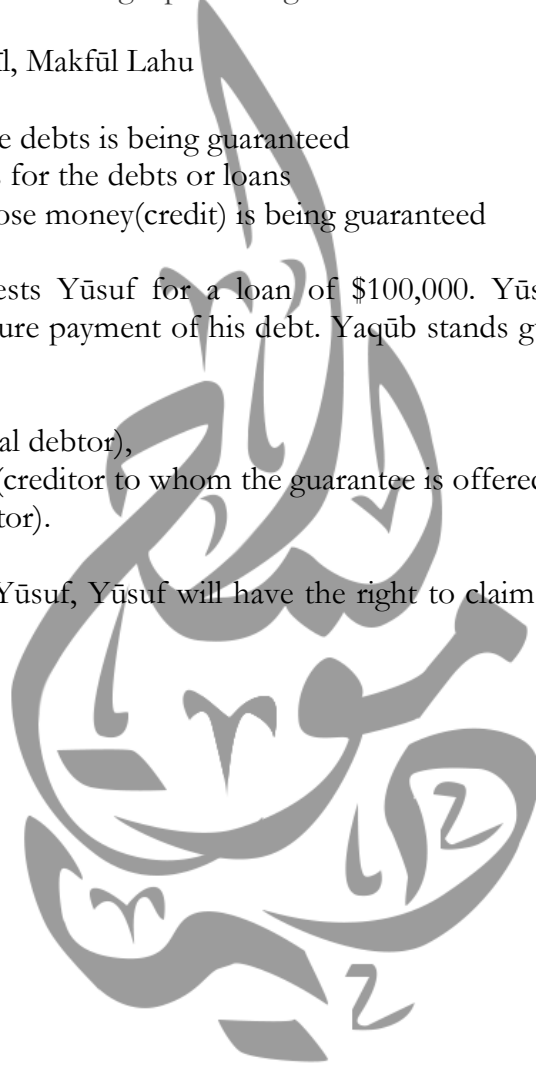 īl, Makfūl Lahu
e debts is being guaranteed
for the debts or loans
ose money(credit) is being guaranteed
ests Yūsuf for a loan of $100,000. Yūs
ure payment of his debt. Yaqūb stands g
al debtor),
(creditor to whom the guarantee is offered
tor).
Yūsuf, Yūsuf will have the right to claim